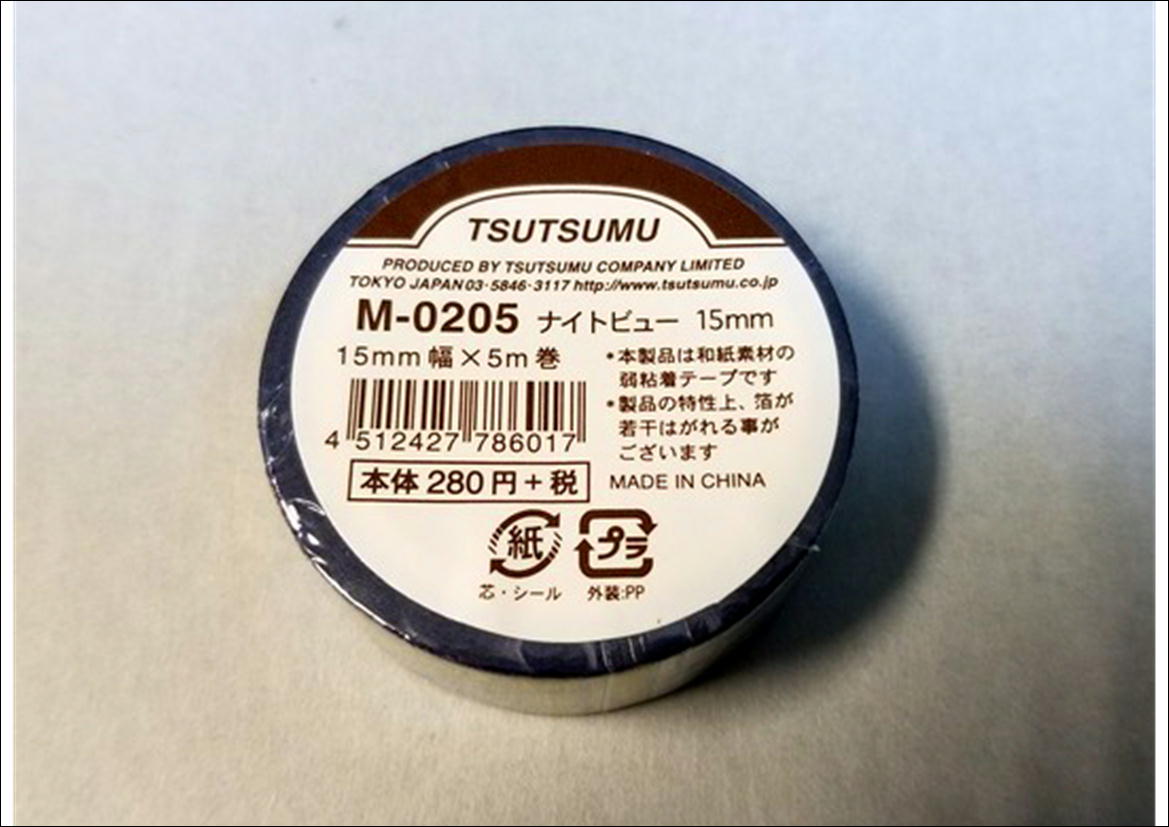 TSUTSUMU
PRODUCED BY TSUTSUMU COMPANY LIMITED
TOKYO JAPAN 03・5846・3117 http://www.tsutsumu.co.jp
M-0205 ナイトビュー 15mm
15mm 幅×5m 巻
4 512427 786017
本体 280 円+税
•本製品は和紙素材の
弱粘着テープです
•製品の特性上、箔が
若干はがれる事が
ございます
MADE IN CHINA
紙
プラ
芯・シール
外装:PP